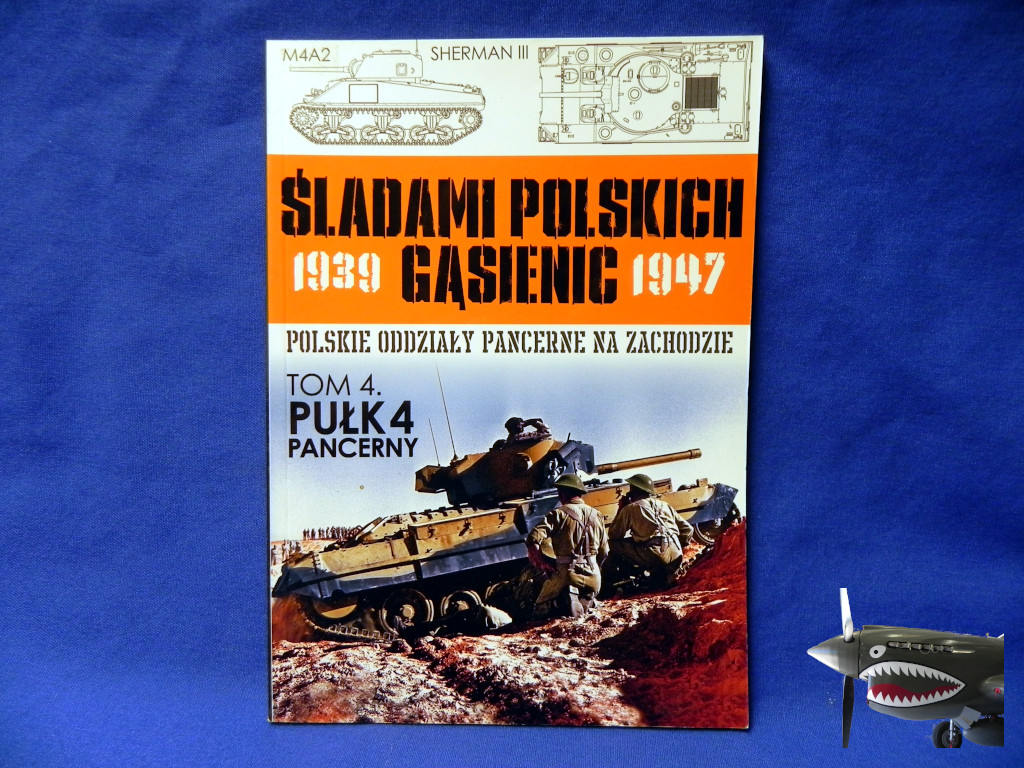 M4A2 SHERMAN III
ŚLADAMI POLSKICH
1939 GĄSIENIC 1947
POLSKIE ODDZIAŁY PANCERNE NA ZACHODZIE
TOM 4.
PUŁK 4
PANCERNY